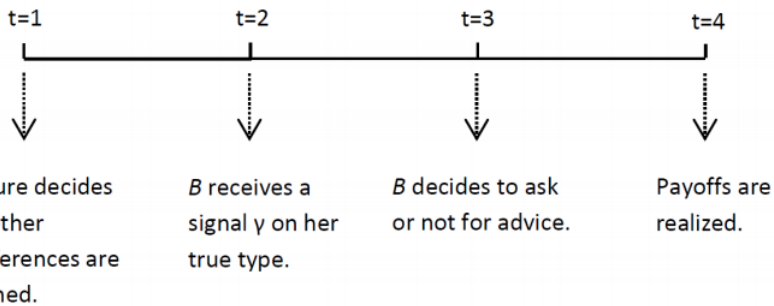 t=1 t=2 t=3 t=4
ure decides B receives a B decides to ask Payoffs are
ther signal γ on her or not for advice. realized.
erences are true type.
ned.